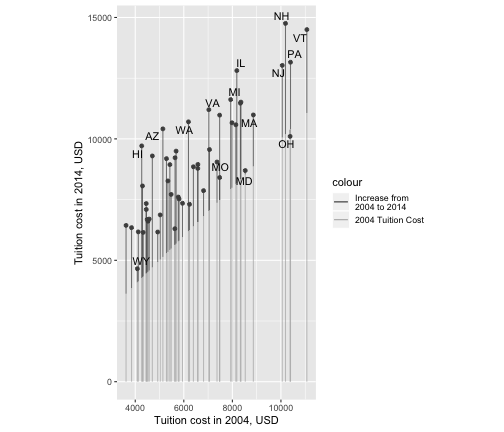 NH
15000
VT
PA
IL
NJ
MI
VA
MA
WA
AZ
OH
10000
HI
MO
MD
Tuition cost in 2014, USD
colour
Increase from
2004 to 2014
2004 Tuition Cost
WY
5000
0
4000 6000 8000 10000
Tuition cost in 2004, USD